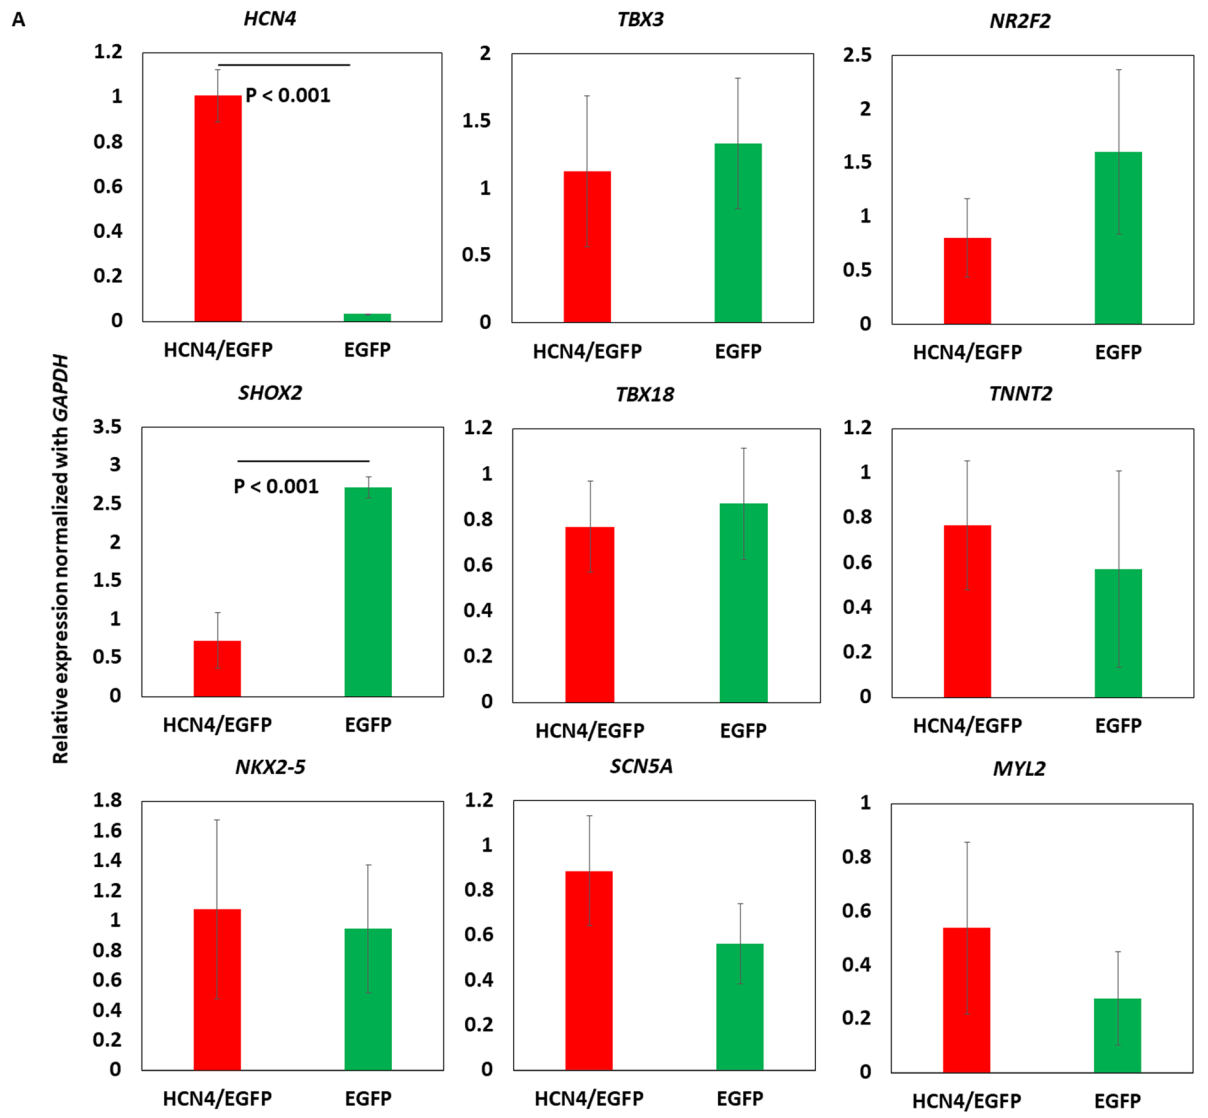 A
HCN4
TBX3
NR2F2
1.2
1
0.8
0.6
0.4
0.2
0
P < 0.001
HCN4/EGFP EGFP
2
1.5
1
0.5
0
HCN4/EGFP EGFP
2.5
2
1.5
1
0.5
0
HCN4/EGFP EGFP
Relative expression normalized with GAPDH
SHOX2
TBX18
TNNT2
3.5
3
2.5
2
1.5
1
0.5
0
P < 0.001
HCN4/EGFP EGFP
1.2
1
0.8
0.6
0.4
0.2
0
HCN4/EGFP EGFP
1.2
1
0.8
0.6
0.4
0.2
0
HCN4/EGFP EGFP
NKX2-5
SCN5A
MYL2
1.8
1.6
1.4
1.2
1
0.8
0.6
0.4
0.2
0
HCN4/EGFP EGFP
1.2
1
0.8
0.6
0.4
0.2
0
HCN4/EGFP EGFP
1
0.8
0.6
0.4
0.2
0
HCN4/EGFP EGFP